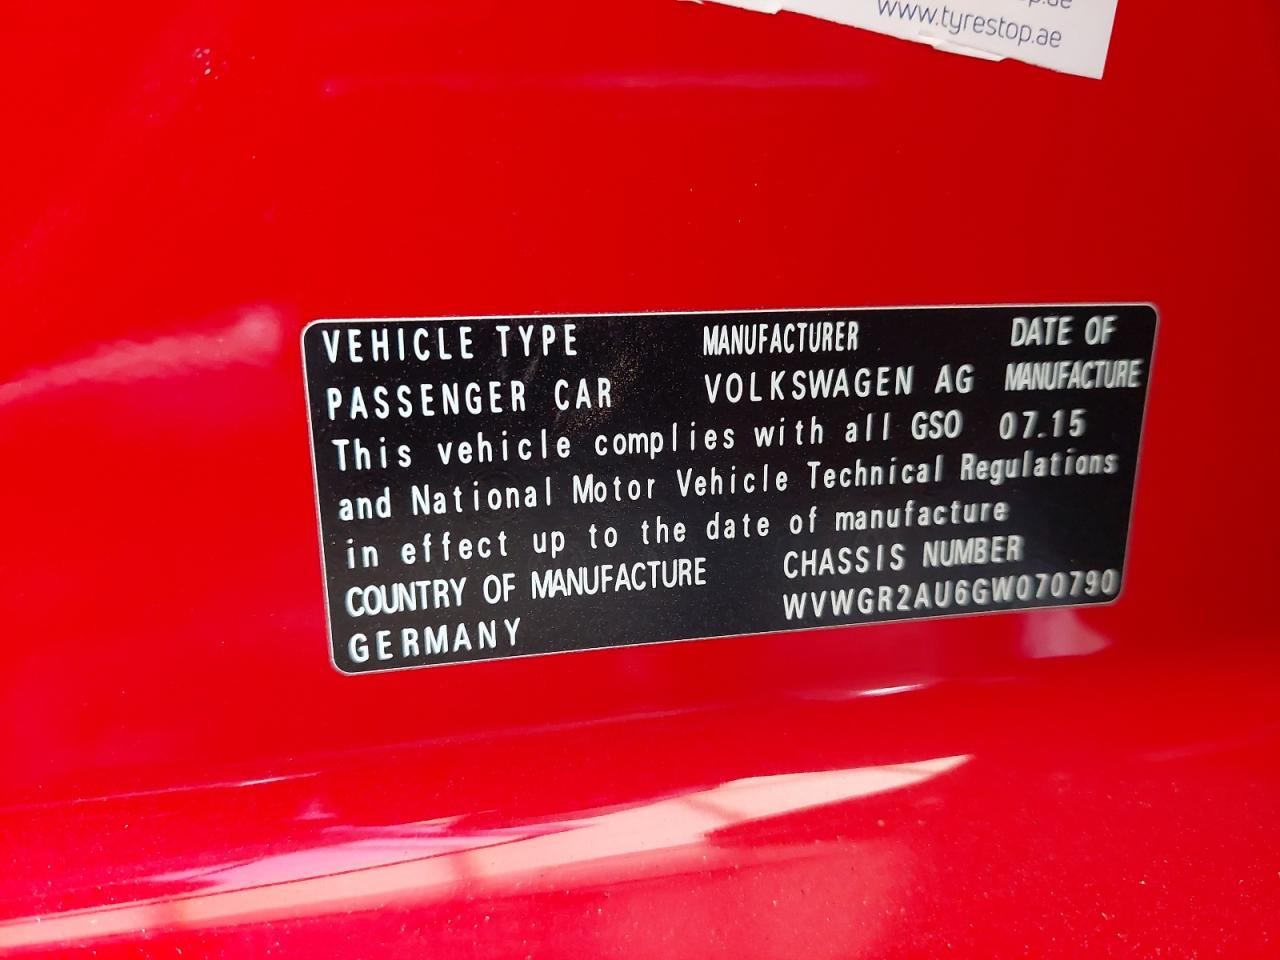 www.tyrestop.ae
VEHICLE TYPE MANUFACTURER DATE OF
PASSENGER CAR VOLKSWAGEN AG MANUFACTURE
This vehicle complies with all GSO 07.15
and National Motor Vehicle Technical Regulations
in effect up to the date of manufacture
COUNTRY OF MANUFACTURE CHASSIS NUMBER
GERMANY WVWGR2AU6GW070790